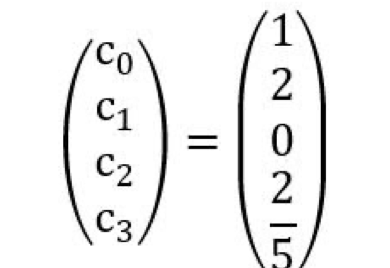 c₀ 1
c₁ 2
c₂ = 0
c₃ 2/5